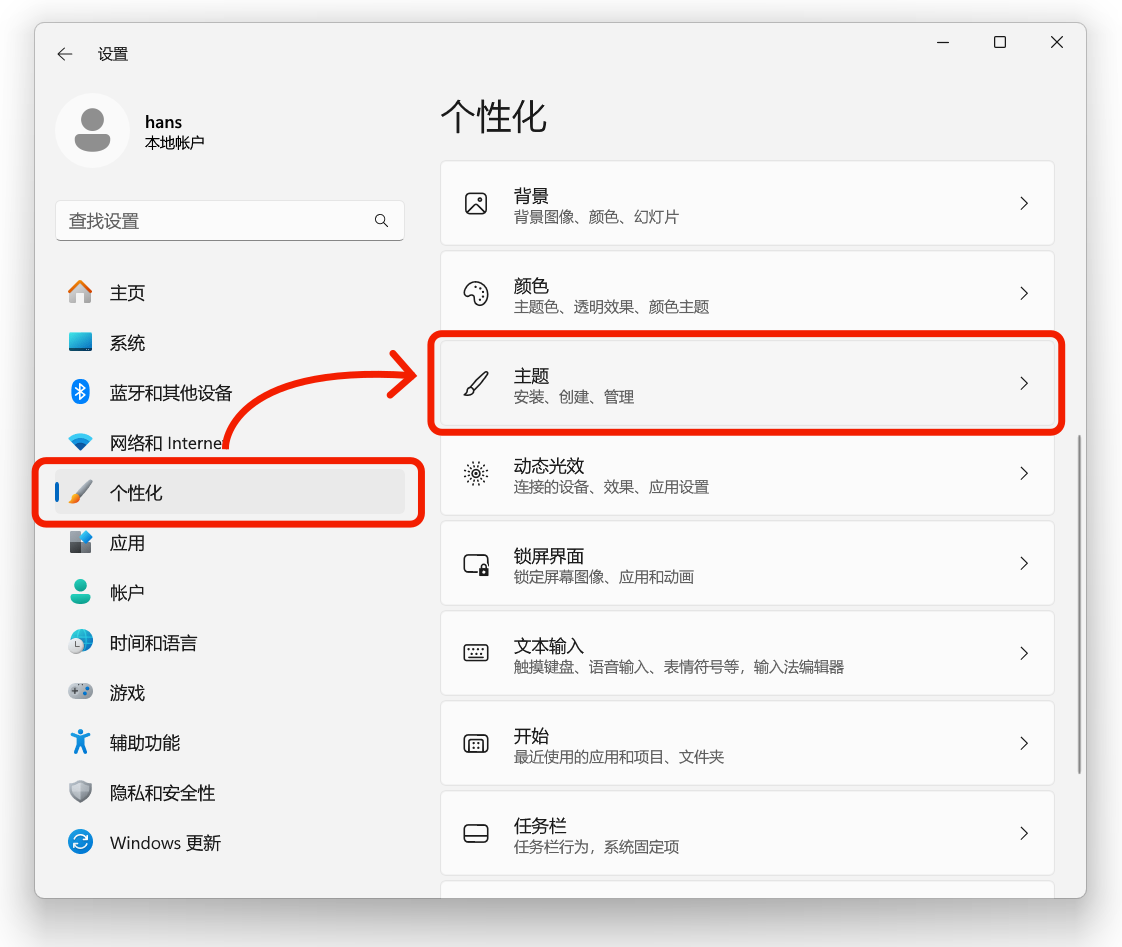 设置
hans
本地帐户
查找设置
主页
系统
蓝牙和其他设备
网络和 Interne
个性化
应用
帐户
时间和语言
游戏
辅助功能
隐私和安全性
Windows 更新
个性化
背景
背景图像、颜色、幻灯片
颜色
主题色、透明效果、颜色主题
主题
安装、创建、管理
动态光效
连接的设备、效果、应用设置
锁屏界面
锁定屏幕图像、应用和动画
文本输入
触摸键盘、语音输入、表情符号等，输入法编辑器
开始
最近使用的应用和项目、文件夹
任务栏
任务栏行为，系统固定项